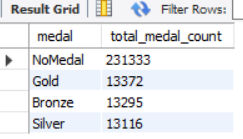 Result Grid Filter Rows:
medal total_medal_count
NoMedal 231333
Gold 13372
Bronze 13295
Silver 13116